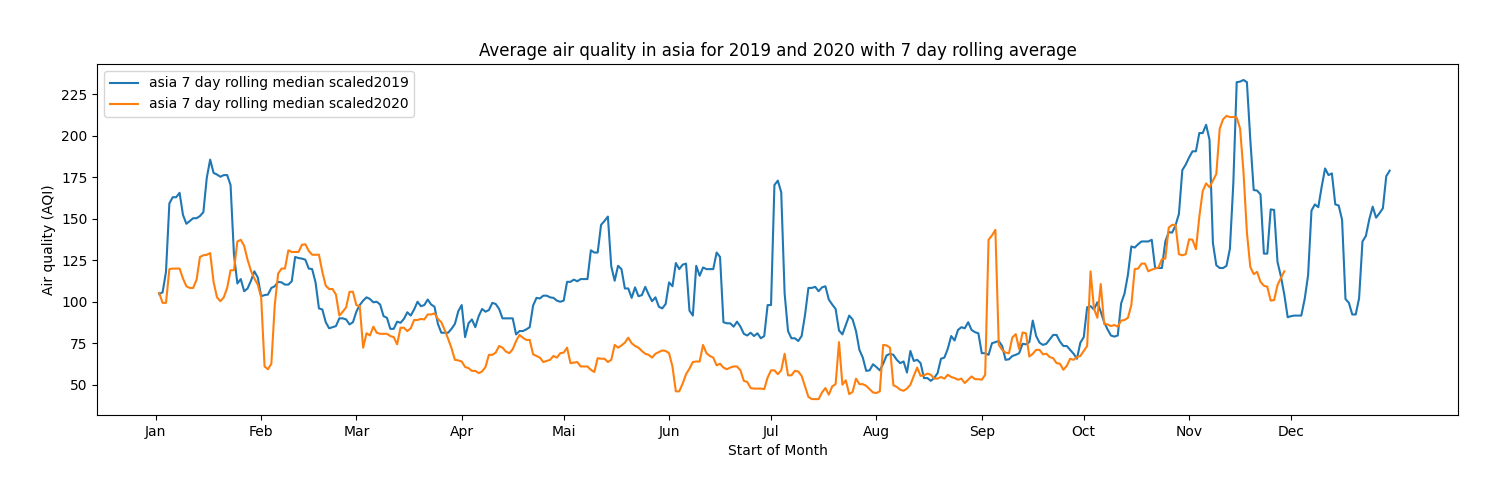 Average air quality in asia for 2019 and 2020 with 7 day rolling average
asia 7 day rolling median scaled2019
asia 7 day rolling median scaled2020
Air quality (AQI)
225
200
175
150
125
100
75
50
Jan Feb Mar Apr Mai Jun Jul Aug Sep Oct Nov Dec
Start of Month